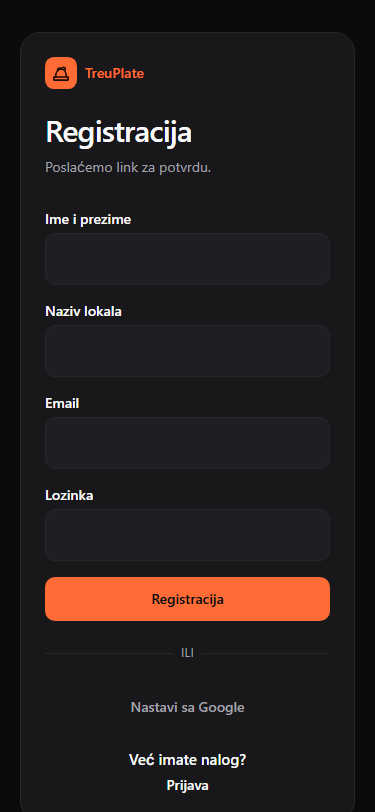 TreuPlate
Registracija
Poslaćemo link za potvrdu.
Ime i prezime
Naziv lokala
Email
Lozinka
Registracija
ILI
Nastavi sa Google
Već imate nalog?
Prijava